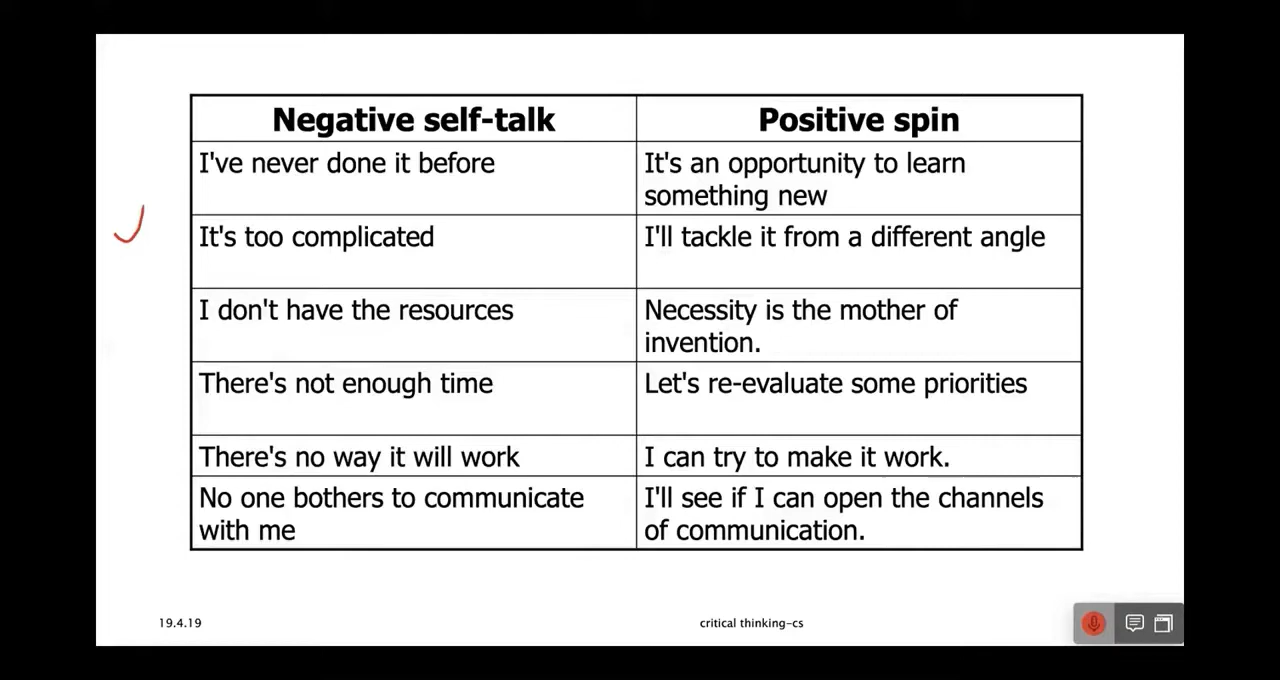 Negative self-talk
Positive spin
I've never done it before
It's an opportunity to learn
something new
It's too complicated
I'll tackle it from a different angle
I don't have the resources
Necessity is the mother of
invention.
There's not enough time
Let's re-evaluate some priorities
There's no way it will work
I can try to make it work.
No one bothers to communicate
with me
I'll see if I can open the channels
of communication.
19.4.19
critical thinking-cs